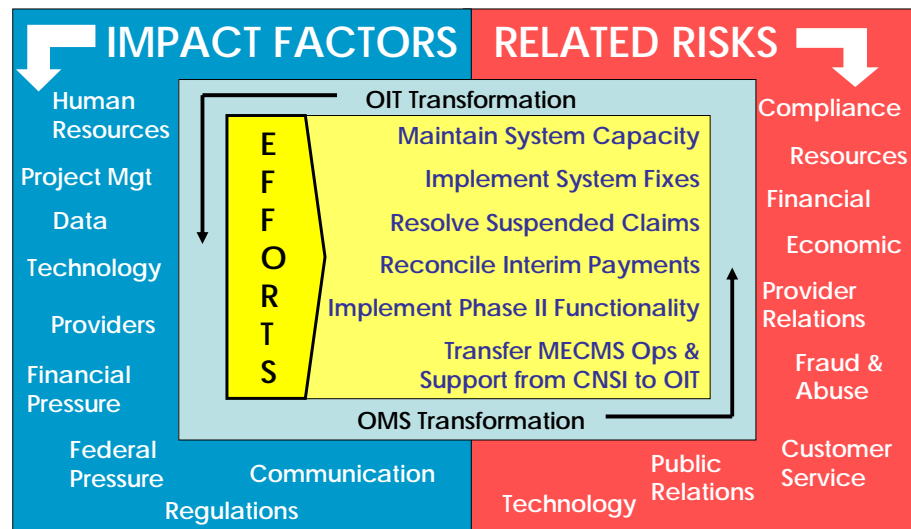 IMPACT FACTORS
RELATED RISKS
Human
Resources
Project Mgt
Data
Technology
Providers
Financial
Pressure
Federal
Pressure
Communication
Regulations
OIT Transformation
EFFORTS
Maintain System Capacity
Implement System Fixes
Resolve Suspended Claims
Reconcile Interim Payments
Implement Phase II Functionality
Transfer MECMS Ops &
Support from CNSI to OIT
OMS Transformation
Compliance
Resources
Financial
Economic
Provider
Relations
Fraud &
Abuse
Customer
Service
Public
Relations
Technology